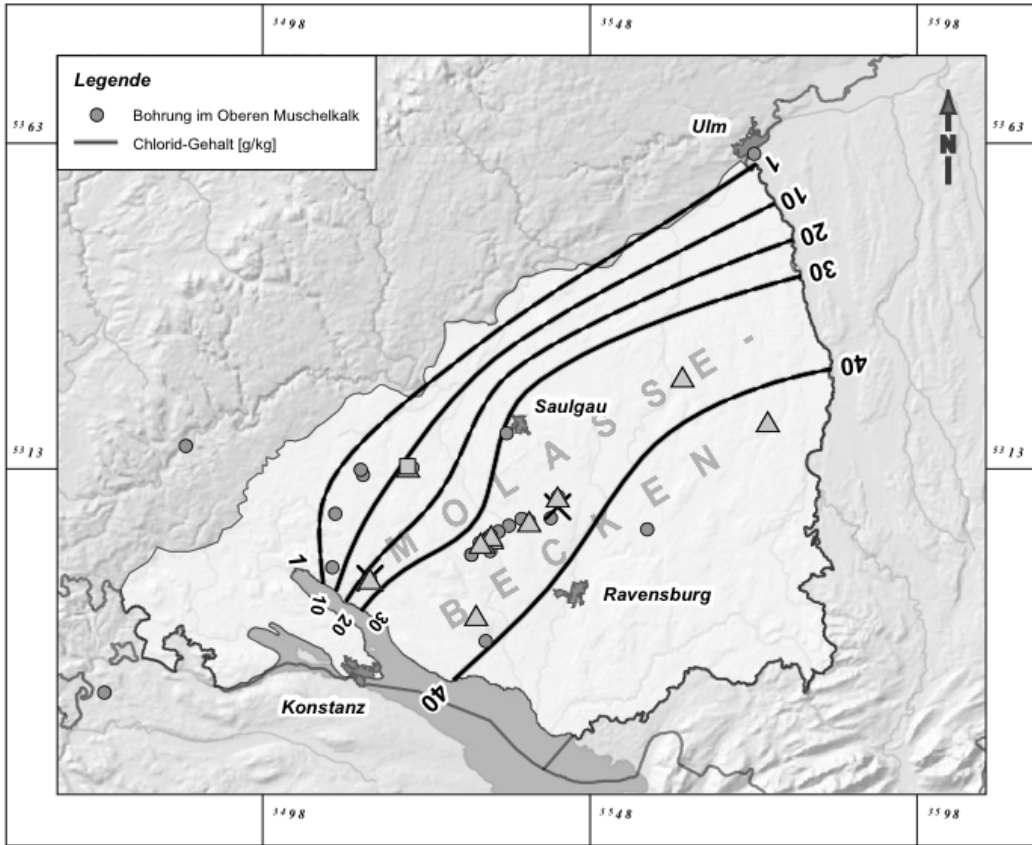 3498 3548 3598
Legende
Bohrung im Oberen Muschelkalk
Chlorid-Gehalt [g/kg]
5363 5363
Ulm
N
1
10
20
30
40
Saulgau
5313 5313
MOLASSE-
BECKEN
1
10
20
30
Ravensburg
40
Konstanz
3498 3548 3598